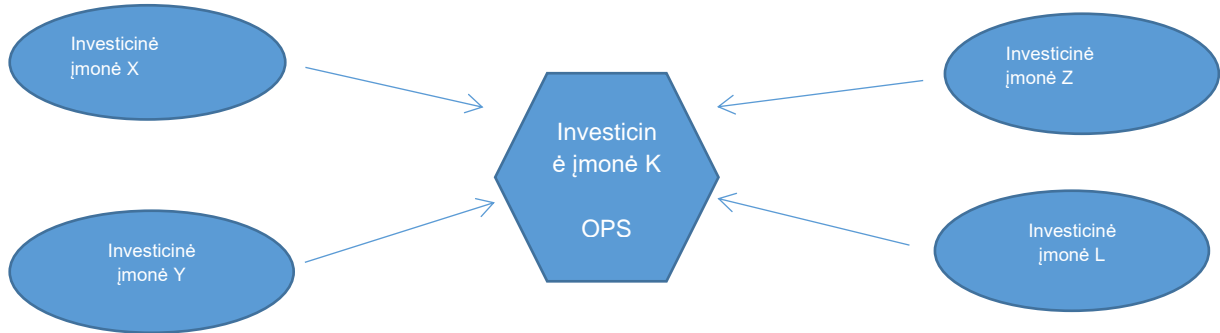 Investicinė
įmonė X
Investicinė
įmonė Z
Investicin
ė įmonė K
OPS
Investicinė
įmonė Y
Investicinė
įmonė L